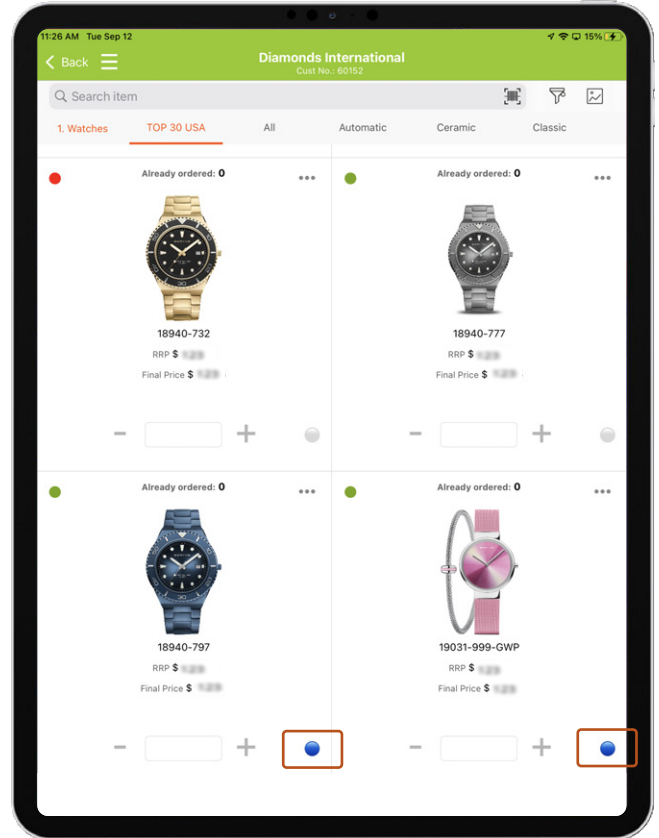 11:26 AM Tue Sep 12
15%
Back
Diamonds International
Cust No.: 60152
Search item
1. Watches
TOP 30 USA
All
Automatic
Ceramic
Classic
Already ordered: 0
Already ordered: 0
18940-732
18940-777
RRP $
RRP $
Final Price $
Final Price $
Already ordered: 0
Already ordered: 0
18940-797
19031-999-GWP
RRP $
RRP $
Final Price $
Final Price $